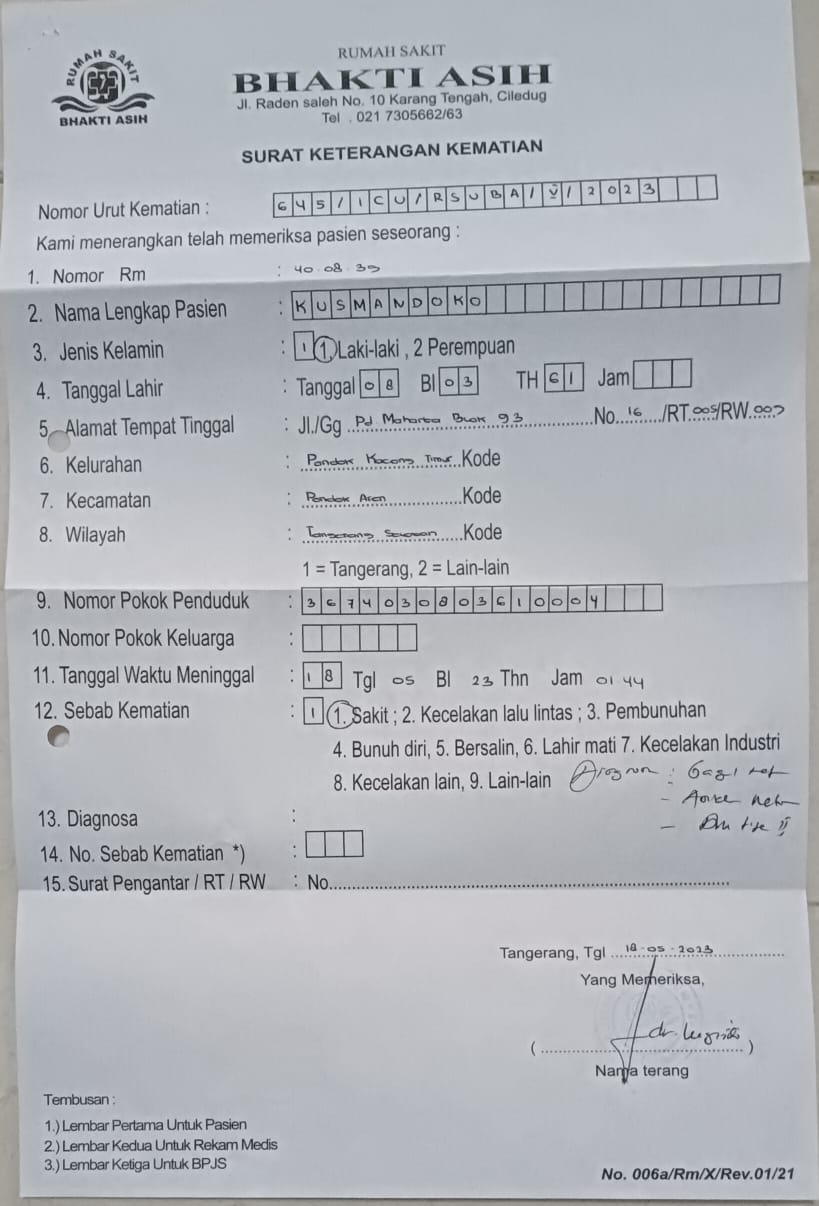 RUMAH SAKIT
BHAKTI ASIH
RUMAH SAKIT
BHAKTI ASIH
Jl. Raden saleh No. 10 Karang Tengah, Ciledug
Tel . 021 7305662/63
SURAT KETERANGAN KEMATIAN
Nomor Urut Kematian : 645/ICU/RSUBA/V/2023
Kami menerangkan telah memeriksa pasien seseorang :
1. Nomor Rm : 40.08.39
2. Nama Lengkap Pasien : KUSMANDOKO
3. Jenis Kelamin : 1 1. Laki-laki , 2 Perempuan
4. Tanggal Lahir : Tanggal 08 Bl 03 TH 61 Jam
5. Alamat Tempat Tinggal : Jl./Gg Pd Maharta Blok 93 No. 16 /RT. 005/RW. 007
6. Kelurahan : Pondok Kacang Timur Kode
7. Kecamatan : Pondok Aren Kode
8. Wilayah : Tangerang Selatan Kode
1 = Tangerang, 2 = Lain-lain
9. Nomor Pokok Penduduk : 3674030803610004
10. Nomor Pokok Keluarga :
11. Tanggal Waktu Meninggal : 18 Tgl 05 Bl 23 Thn Jam 01 44
12. Sebab Kematian : 1 1. Sakit ; 2. Kecelakan lalu lintas ; 3. Pembunuhan
4. Bunuh diri, 5. Bersalin, 6. Lahir mati 7. Kecelakan Industri
8. Kecelakan lain, 9. Lain-lain : Gagal
13. Diagnosa :
- DM tipe II
14. No. Sebab Kematian *) :
15. Surat Pengantar / RT / RW : No.
Tangerang, Tgl 18-05-2023
Yang Memeriksa,
( dr. )
Nama terang
Tembusan :
1.) Lembar Pertama Untuk Pasien
2.) Lembar Kedua Untuk Rekam Medis
3.) Lembar Ketiga Untuk BPJS
No. 006a/Rm/X/Rev.01/21